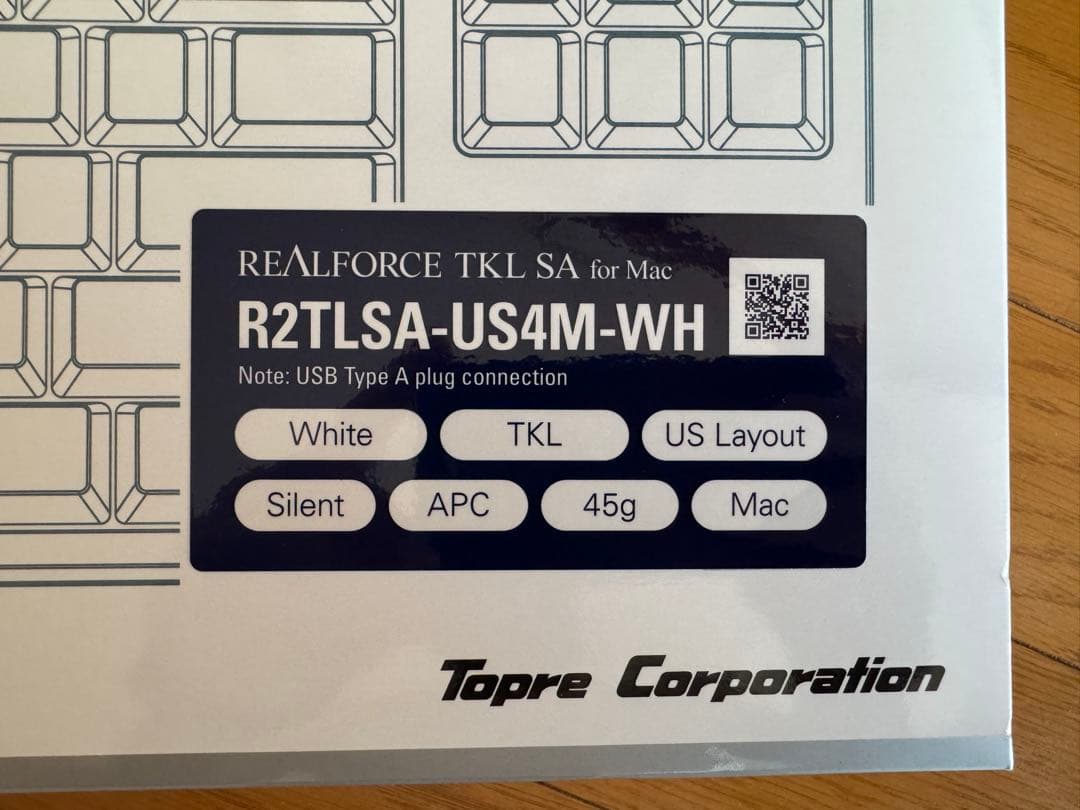 REALFORCE TKL SA for Mac
R2TLSA-US4M-WH
Note: USB Type A plug connection
White TKL US Layout
Silent APC 45g Mac
Topre Corporation